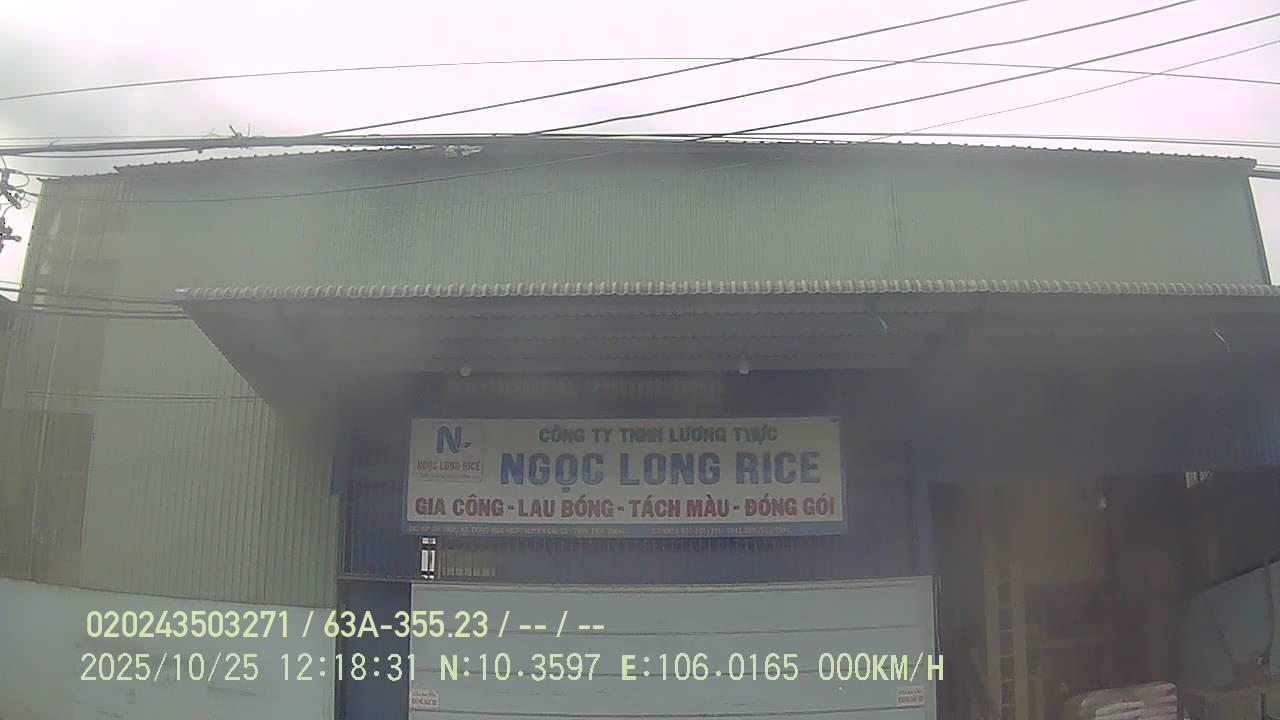 CÔNG TY TNHH LƯƠNG THỰC
NGỌC LONG RICE
NGỌC LONG RICE
GIA CÔNG - LAU BÓNG - TÁCH MÀU - ĐÓNG GÓI
020243503271 / 63A-355.23 / -- / --
2025/10/25 12:18:31 N:10.3597 E:106.0165 000KM/H